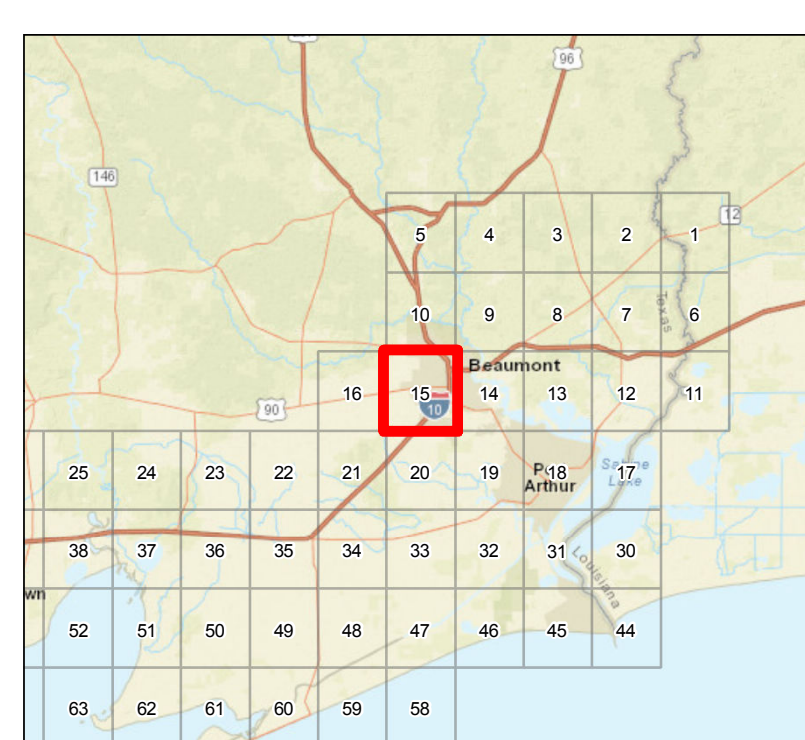 96
146
12
5 4 3 2 1
10 9 8 7 6
Texas
Beaumont
16 15 14 13 12 11
10
90
25 24 23 22 21 20 19 18 17
Port
Arthur
Sabine
Lake
38 37 36 35 34 33 32 31 30
Louisiana
wn
52 51 50 49 48 47 46 45 44
63 62 61 60 59 58